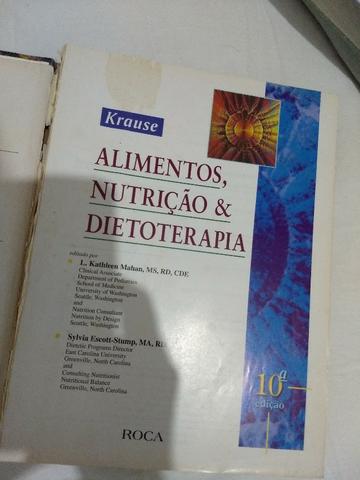 Krause
ALIMENTOS,
NUTRIÇÃO &
DIETOTERAPIA
editado por
L. Kathleen Mahan, MS, RD, CDE
Clinical Associate
Department of Pediatrics
School of Medicine
University of Washington
Seattle, Washington
and
Nutrition Consultant
Nutrition by Design
Seattle, Washington
Sylvia Escott-Stump, MA, RD
Dietetic Programs Director
East Carolina University
Greenville, North Carolina
and
Consulting Nutritionist
Nutritional Balance
Greenville, North Carolina
10ª
edição
ROCA